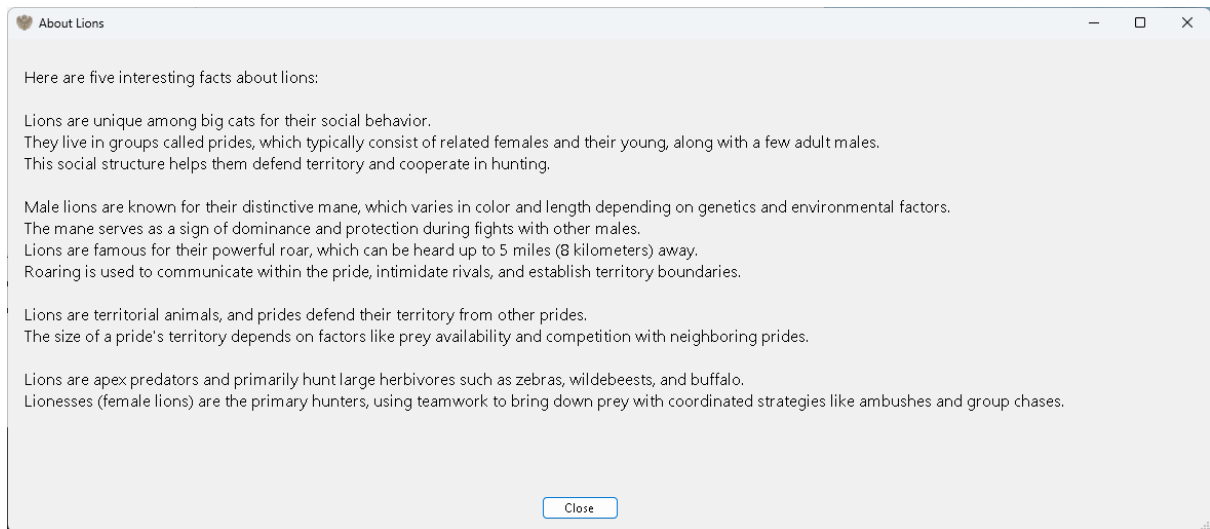 About Lions
Here are five interesting facts about lions:
Lions are unique among big cats for their social behavior.
They live in groups called prides, which typically consist of related females and their young, along with a few adult males.
This social structure helps them defend territory and cooperate in hunting.
Male lions are known for their distinctive mane, which varies in color and length depending on genetics and environmental factors.
The mane serves as a sign of dominance and protection during fights with other males.
Lions are famous for their powerful roar, which can be heard up to 5 miles (8 kilometers) away.
Roaring is used to communicate within the pride, intimidate rivals, and establish territory boundaries.
Lions are territorial animals, and prides defend their territory from other prides.
The size of a pride's territory depends on factors like prey availability and competition with neighboring prides.
Lions are apex predators and primarily hunt large herbivores such as zebras, wildebeests, and buffalo.
Lionesses (female lions) are the primary hunters, using teamwork to bring down prey with coordinated strategies like ambushes and group chases.
Close